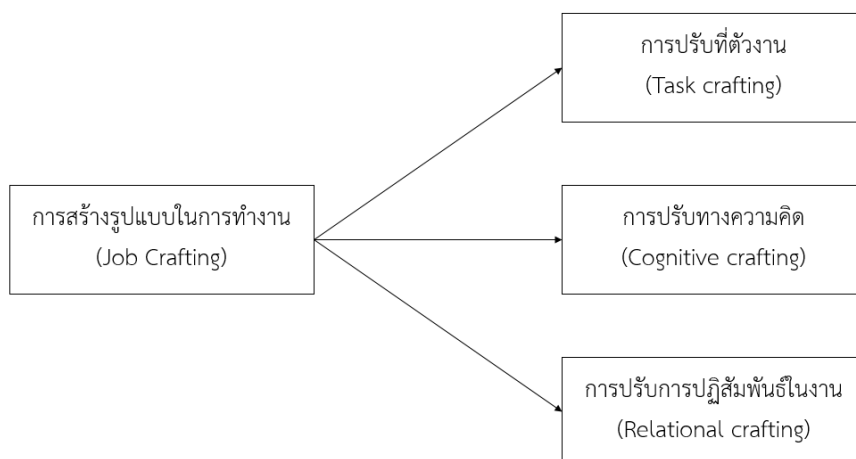 การปรับที่ตัวงาน
(Task crafting)
การสร้างรูปแบบในการทำงาน
(Job Crafting)
การปรับทางความคิด
(Cognitive crafting)
การปรับการปฏิสัมพันธ์ในงาน
(Relational crafting)